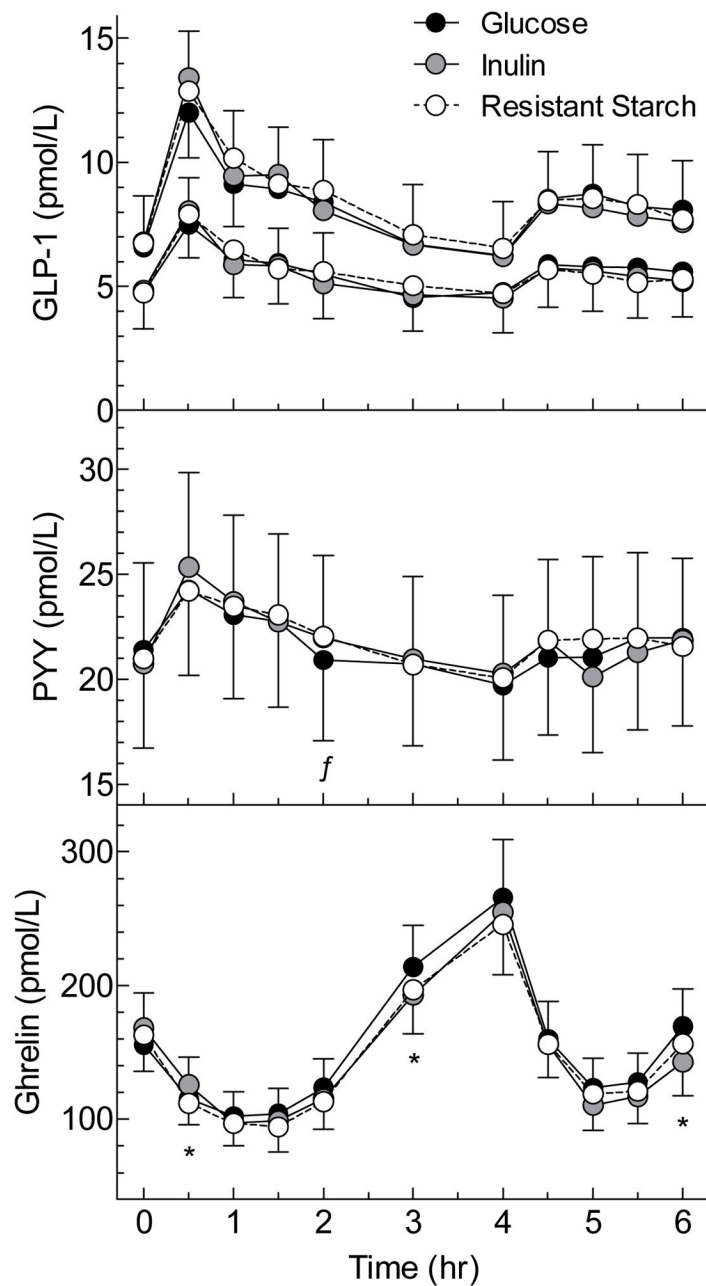 Glucose
Inulin
Resistant Starch
GLP-1 (pmol/L)
15
10
5
0
PYY (pmol/L)
30
25
20
15
f
Ghrelin (pmol/L)
300
200
100
* * *
0 1 2 3 4 5 6
Time (hr)